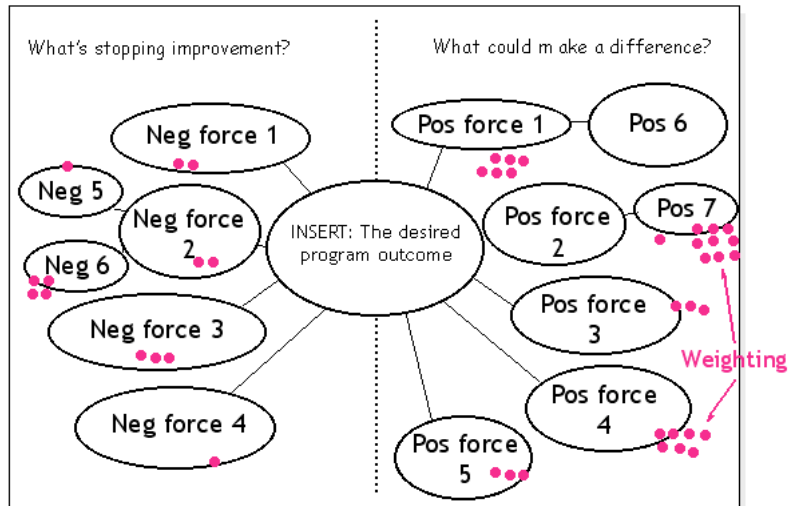 What's stopping improvement?
What could m ake a difference?
Neg force 1
Pos force 1
Pos 6
Neg 5
Neg force
2
Pos force
2
Pos 7
INSERT: The desired
program outcome
Neg 6
Neg force 3
Pos force
3
Weighting
Neg force 4
Pos force
4
Pos force
5